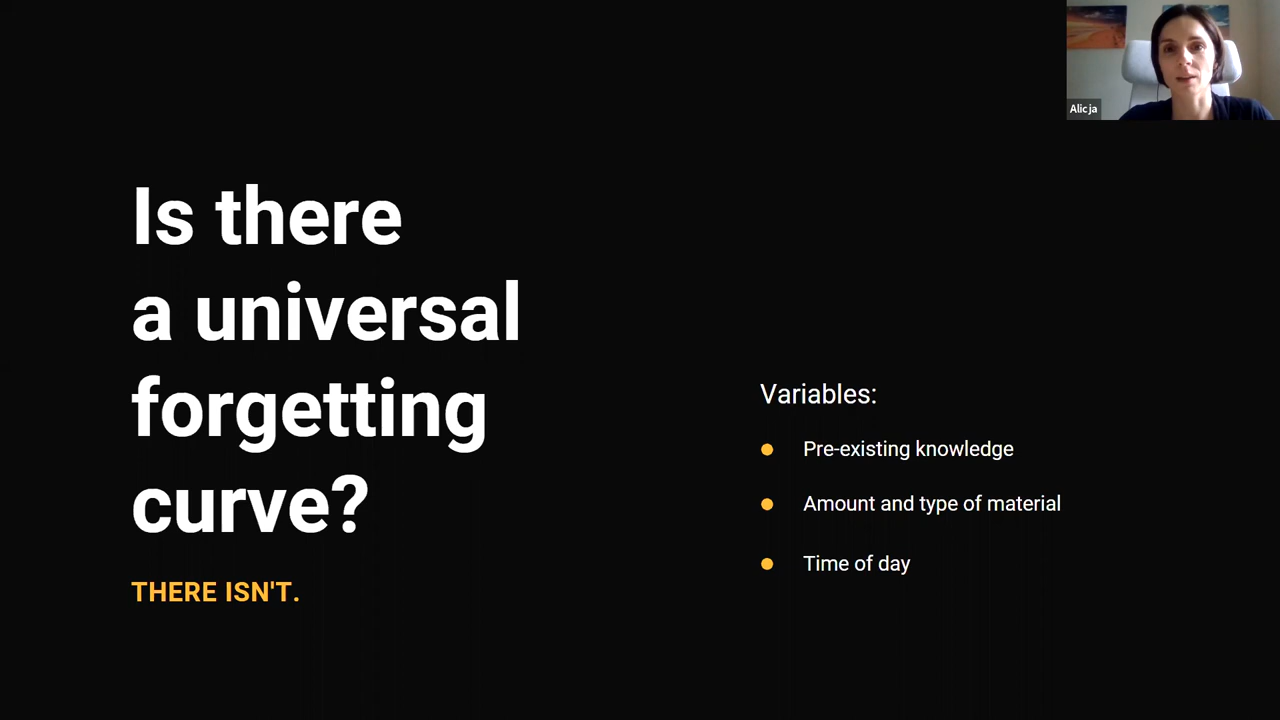 Alicja
Is there
a universal
forgetting
curve?
THERE ISN'T.
Variables:
Pre-existing knowledge
Amount and type of material
Time of day